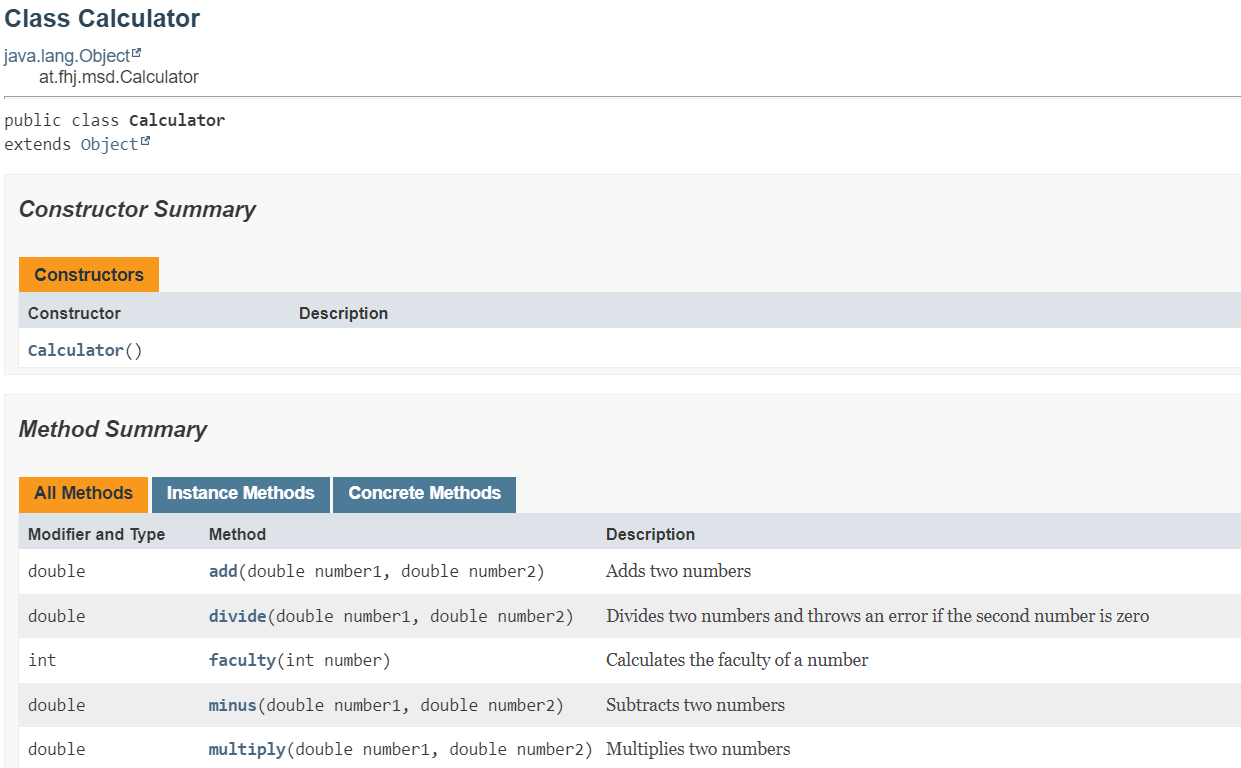 Class Calculator
java.lang.Object
at.fhj.msd.Calculator
public class Calculator
extends Object
Constructor Summary
Constructors
Constructor Description
Calculator()
Method Summary
All Methods Instance Methods Concrete Methods
Modifier and Type Method Description
double add(double number1, double number2) Adds two numbers
double divide(double number1, double number2) Divides two numbers and throws an error if the second number is zero
int faculty(int number) Calculates the faculty of a number
double minus(double number1, double number2) Subtracts two numbers
double multiply(double number1, double number2) Multiplies two numbers